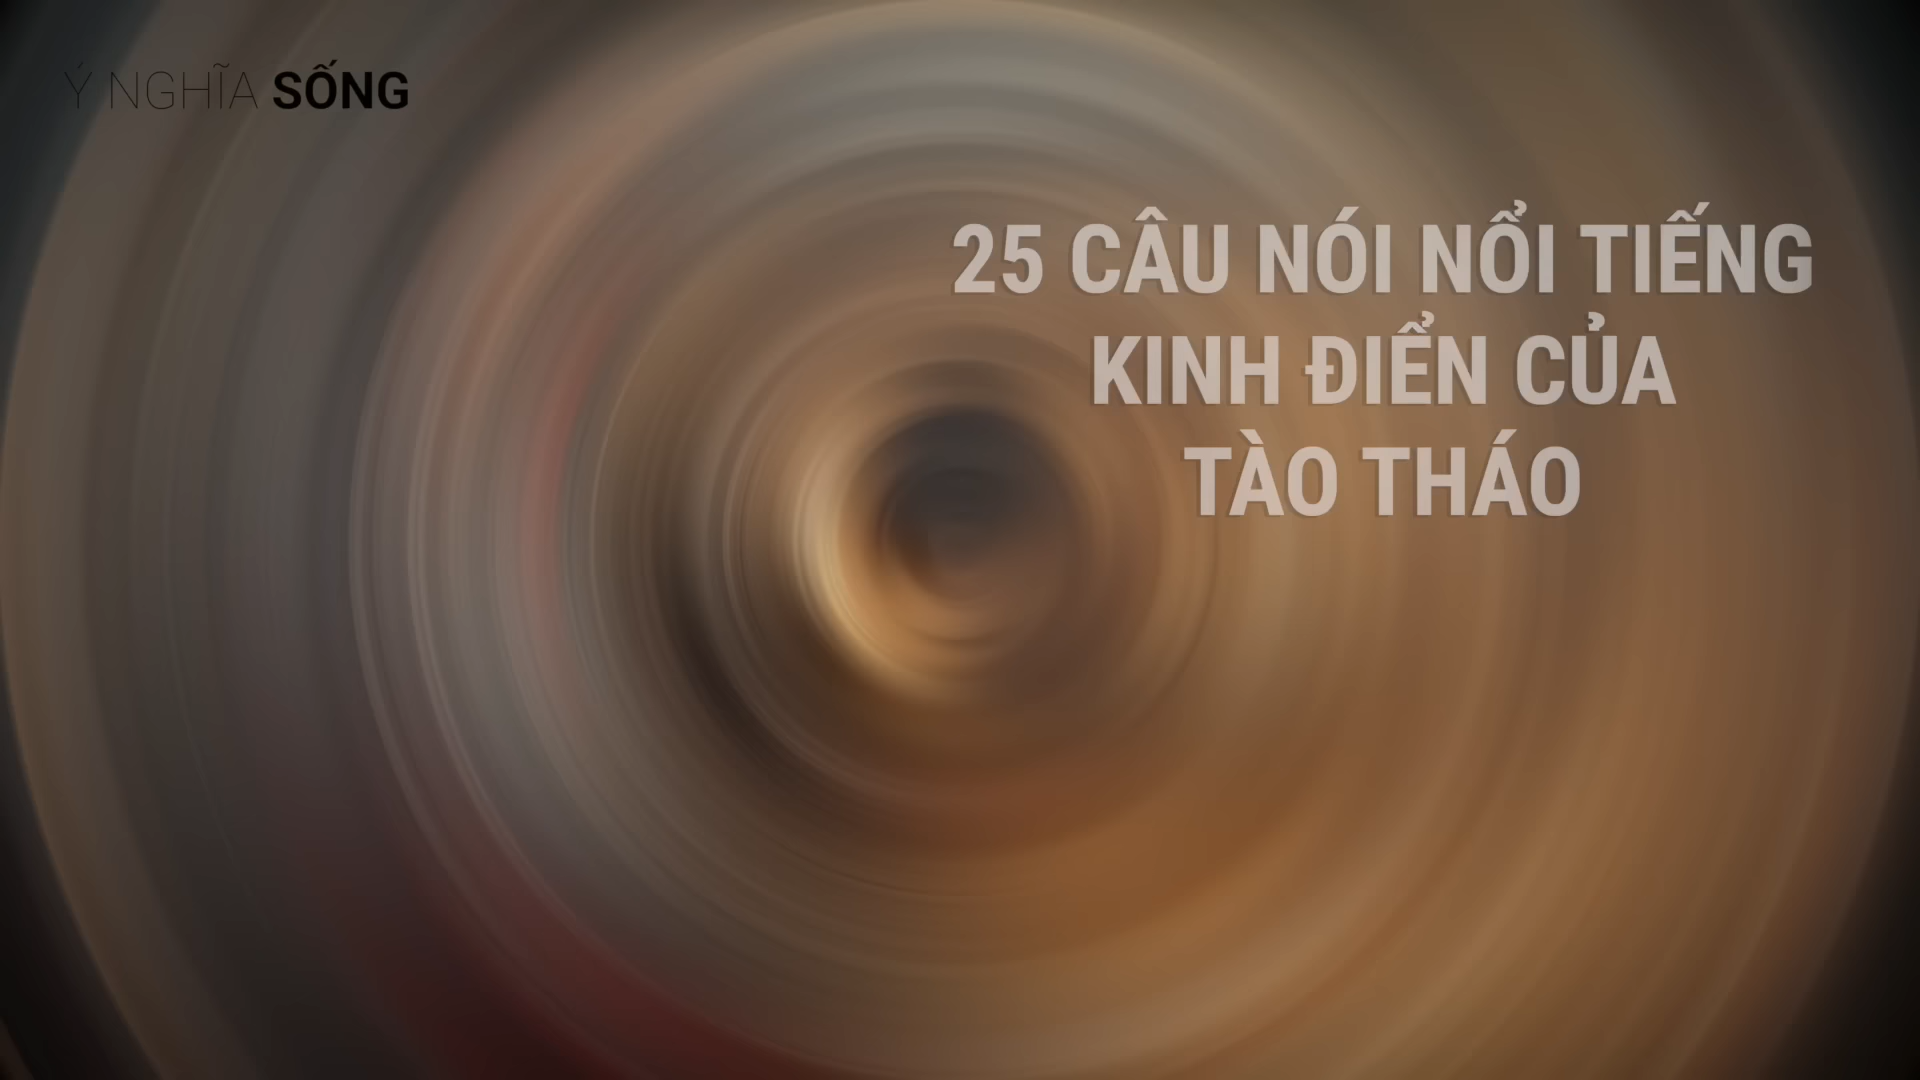 Ý NGHĨA SỐNG
25 CÂU NÓI NỔI TIẾNG
KINH ĐIỂN CỦA
TÀO THÁO